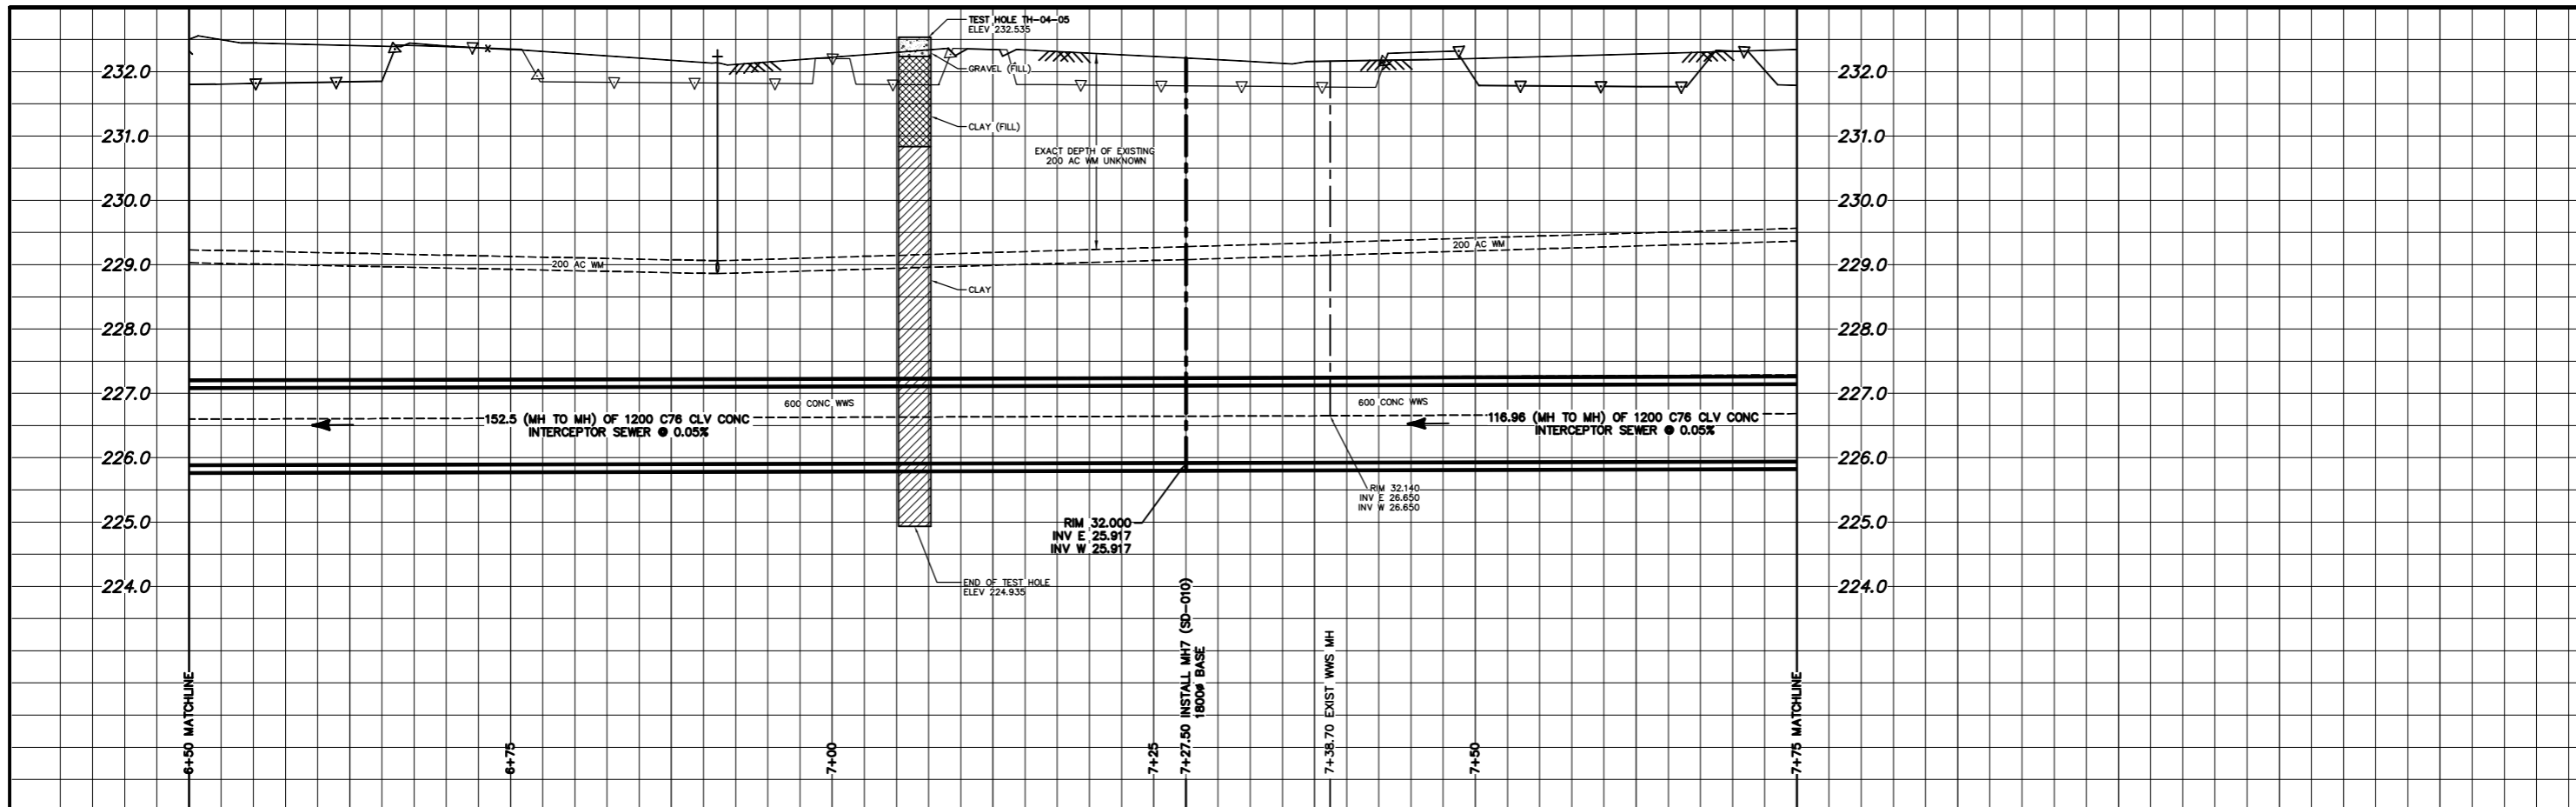 TEST HOLE TH-04-05
ELEV 232.535
232.0
232.0
GRAVEL (FILL)
231.0
CLAY (FILL)
231.0
EXACT DEPTH OF EXISTING
200 AC WM UNKNOWN
230.0
230.0
200 AC WM
229.0
200 AC WM
229.0
CLAY
228.0
228.0
227.0
227.0
600 CONC WWS
600 CONC WWS
152.5 (MH TO MH) OF 1200 C76 CLV CONC
INTERCEPTOR SEWER @ 0.05%
116.96 (MH TO MH) OF 1200 C76 CLV CONC
INTERCEPTOR SEWER @ 0.05%
226.0
226.0
RIM 32.140
INV E 26.650
INV W 26.650
225.0
225.0
RIM 32.000
INV E 25.917
INV W 25.917
224.0
224.0
END OF TEST HOLE
ELEV 224.935
6+50 MATCHLINE
6+75
7+00
7+25
7+27.50 INSTALL MH7 (SD-010)
1800ø BASE
7+38.70 EXIST WWS MH
7+50
7+75 MATCHLINE